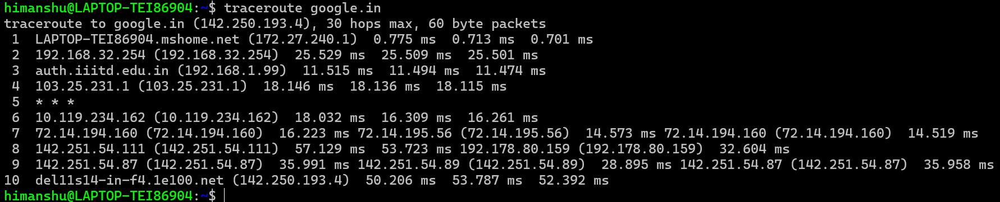 himanshu@LAPTOP-TEI86904:~$ traceroute google.in
traceroute to google.in (142.250.193.4), 30 hops max, 60 byte packets
 1  LAPTOP-TEI86904.mshome.net (172.27.240.1)  0.775 ms  0.713 ms  0.701 ms
 2  192.168.32.254 (192.168.32.254)  25.529 ms  25.509 ms  25.501 ms
 3  auth.iiitd.edu.in (192.168.1.99)  11.515 ms  11.494 ms  11.474 ms
 4  103.25.231.1 (103.25.231.1)  18.146 ms  18.136 ms  18.115 ms
 5  * * *
 6  10.119.234.162 (10.119.234.162)  18.032 ms  16.309 ms  16.261 ms
 7  72.14.194.160 (72.14.194.160)  16.223 ms 72.14.195.56 (72.14.195.56)  14.573 ms 72.14.194.160 (72.14.194.160)  14.519 ms
 8  142.251.54.111 (142.251.54.111)  57.129 ms  53.723 ms 192.178.80.159 (192.178.80.159)  32.604 ms
 9  142.251.54.87 (142.251.54.87)  35.991 ms 142.251.54.89 (142.251.54.89)  28.895 ms 142.251.54.87 (142.251.54.87)  35.958 ms
10  del11s14-in-f4.1e100.net (142.250.193.4)  50.206 ms  53.787 ms  52.392 ms
himanshu@LAPTOP-TEI86904:~$